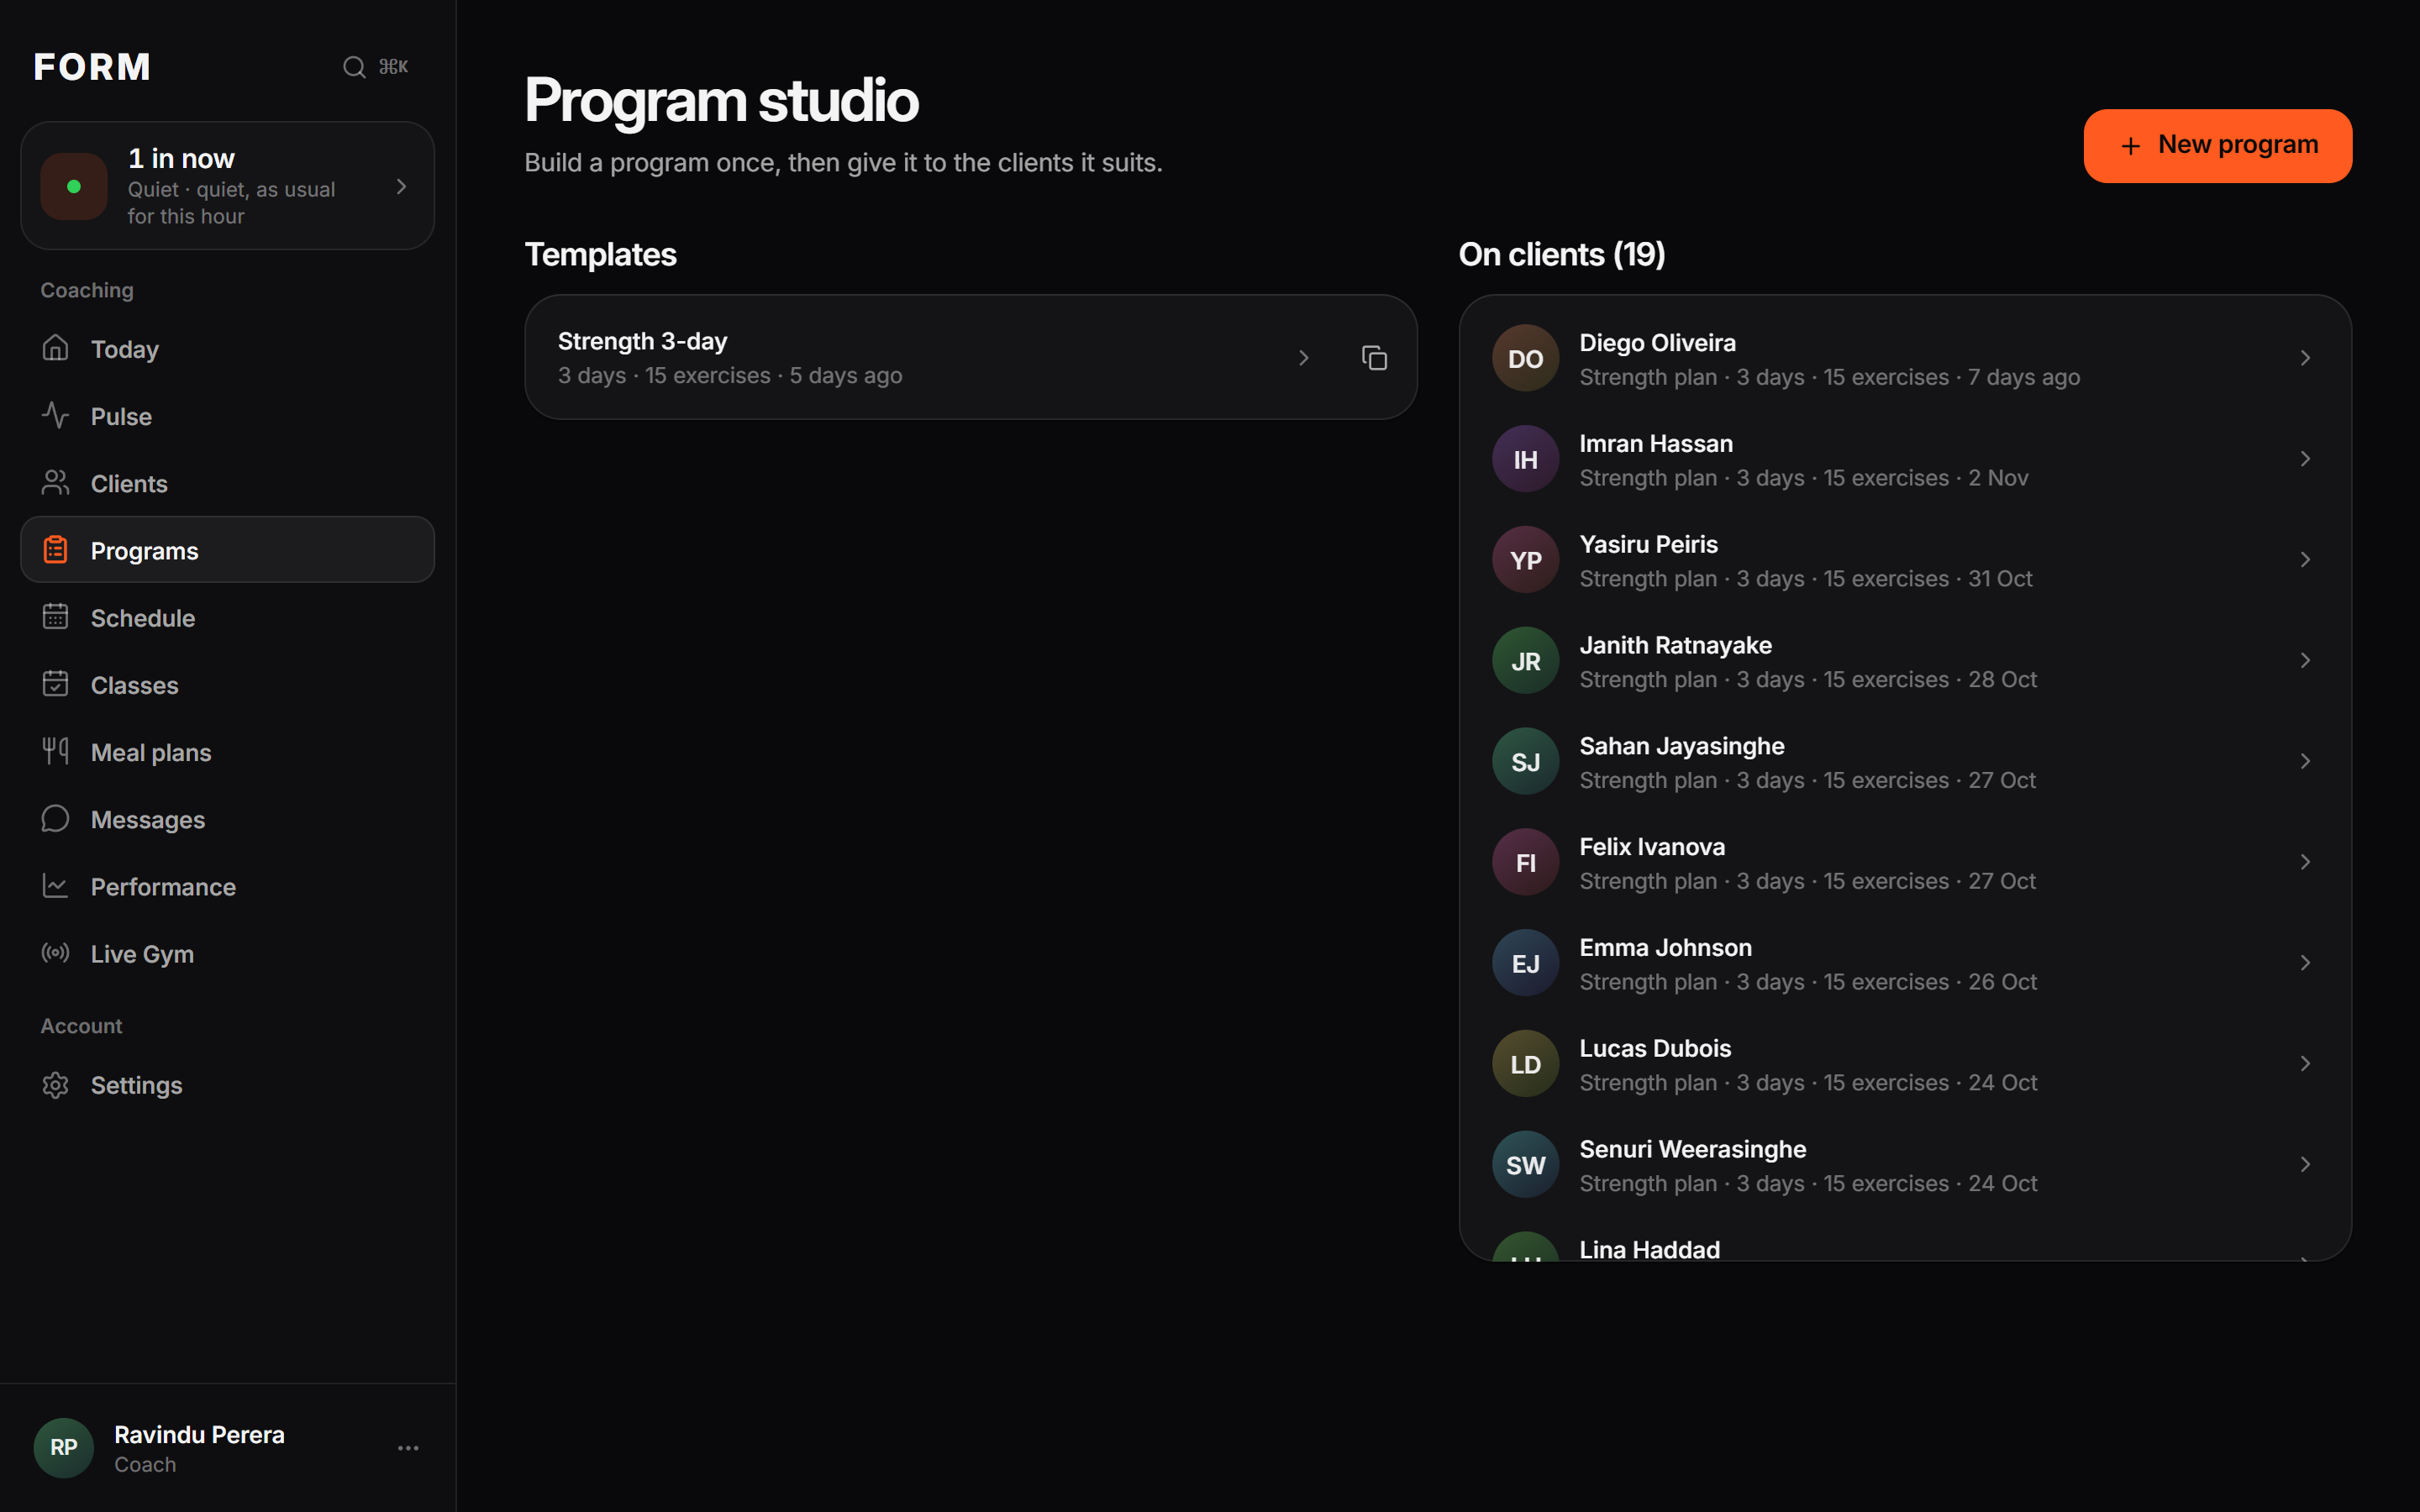 FORM
⌘K
1 in now
Quiet · quiet, as usual
for this hour
Coaching
Today
Pulse
Clients
Programs
Schedule
Classes
Meal plans
Messages
Performance
Live Gym
Account
Settings
RP
Ravindu Perera
Coach
Program studio
Build a program once, then give it to the clients it suits.
New program
Templates
Strength 3-day
3 days · 15 exercises · 5 days ago
On clients (19)
DO
Diego Oliveira
Strength plan · 3 days · 15 exercises · 7 days ago
IH
Imran Hassan
Strength plan · 3 days · 15 exercises · 2 Nov
YP
Yasiru Peiris
Strength plan · 3 days · 15 exercises · 31 Oct
JR
Janith Ratnayake
Strength plan · 3 days · 15 exercises · 28 Oct
SJ
Sahan Jayasinghe
Strength plan · 3 days · 15 exercises · 27 Oct
FI
Felix Ivanova
Strength plan · 3 days · 15 exercises · 27 Oct
EJ
Emma Johnson
Strength plan · 3 days · 15 exercises · 26 Oct
LD
Lucas Dubois
Strength plan · 3 days · 15 exercises · 24 Oct
SW
Senuri Weerasinghe
Strength plan · 3 days · 15 exercises · 24 Oct
Lina Haddad